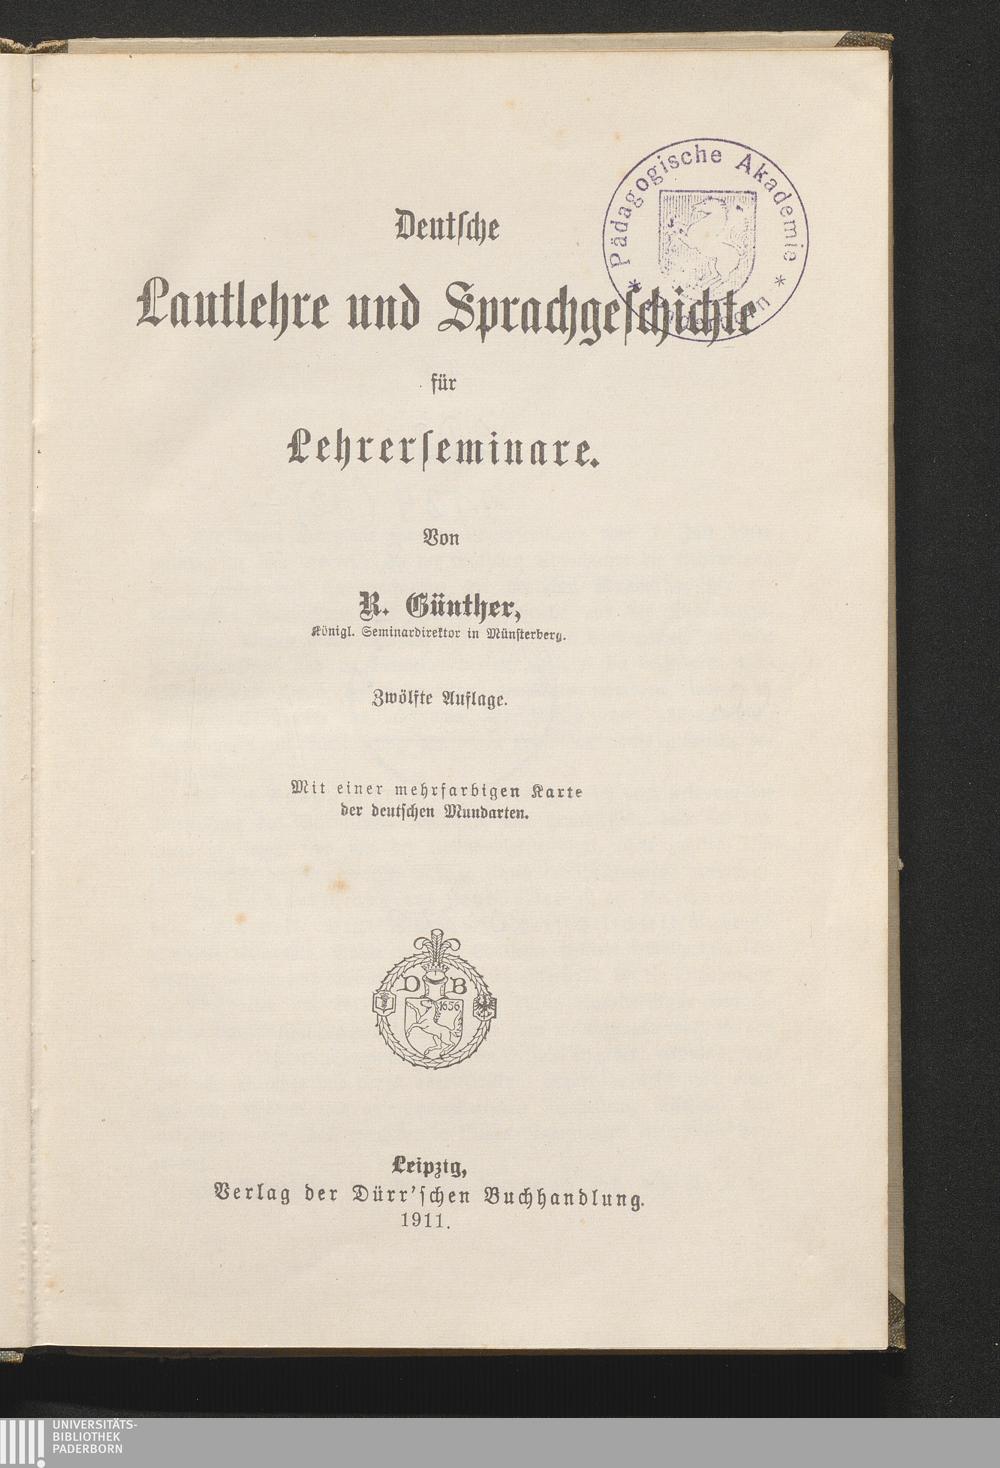 Pädagogische Akademie
* Paderborn *
Deutsche
Lautlehre und Sprachgeschichte
für
Lehrerseminare.
Von
R. Günther,
Königl. Seminardirektor in Münsterberg.
Zwölfte Auflage.
Mit einer mehrfarbigen Karte
der deutschen Mundarten.
D B
1656
Leipzig,
Verlag der Dürr'schen Buchhandlung.
1911.
UNIVERSITÄTS-
BIBLIOTHEK
PADERBORN